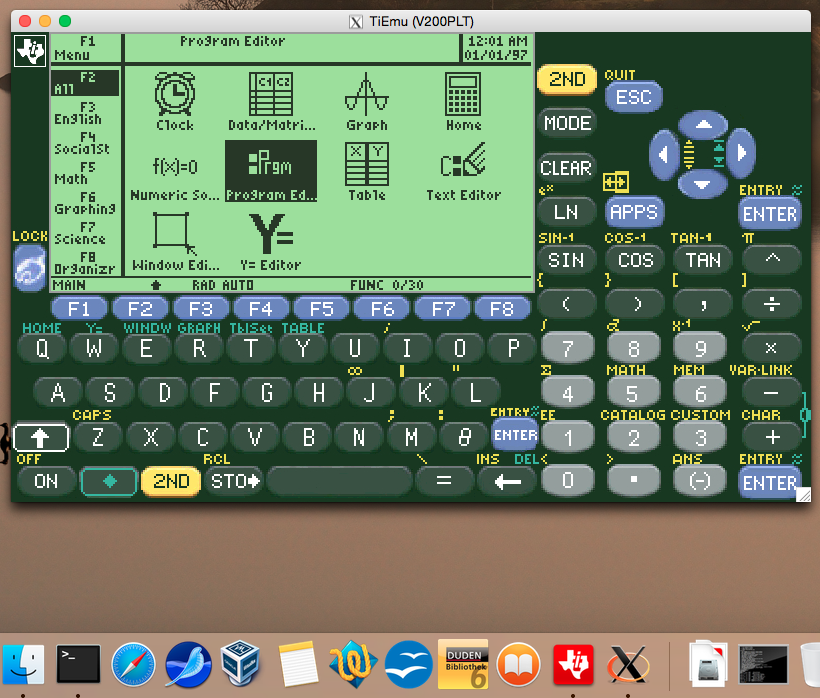 TiEmu (V200PLT)
F1 Program Editor 12:01 AM
Menu 01/01/97
F2
All
F3
English
F4
SocialSt
F5
Math
F6
Graphing
F7
Science
F8
Organizr
Clock Data/Matri... Graph Home
C1 C2
f(x)=0 Prgm X Y C:
Numeric So... Program Ed... Table Text Editor
Y=
Window Edi... Y= Editor
MAIN RAD AUTO FUNC 0/30
LOCK
F1 F2 F3 F4 F5 F6 F7 F8
HOME Y= WINDW GRAPH TblSet TABLE /
Q W E R T Y U I O P
∞ | "
A S D F G H J K L
CAPS ; : ENTRY≈
Z X C V B N M θ ENTER
OFF RCL \ INS DEL
ON 2ND STO➔ = ←
2ND QUIT
ESC
MODE
CLEAR
eˣ ENTRY ≈
LN APPS ENTER
SIN-1 COS-1 TAN-1 π
SIN COS TAN ^
{ } [ ]
( ) , ÷
∫ d X-1 √
7 8 9 ×
Σ MATH MEM VAR-LINK
4 5 6 −
EE CATALOG CUSTOM CHAR
1 2 3 +
< > ANS ENTRY ≈
0 . (-) ENTER
>_
DUDEN
Bibliothek
6